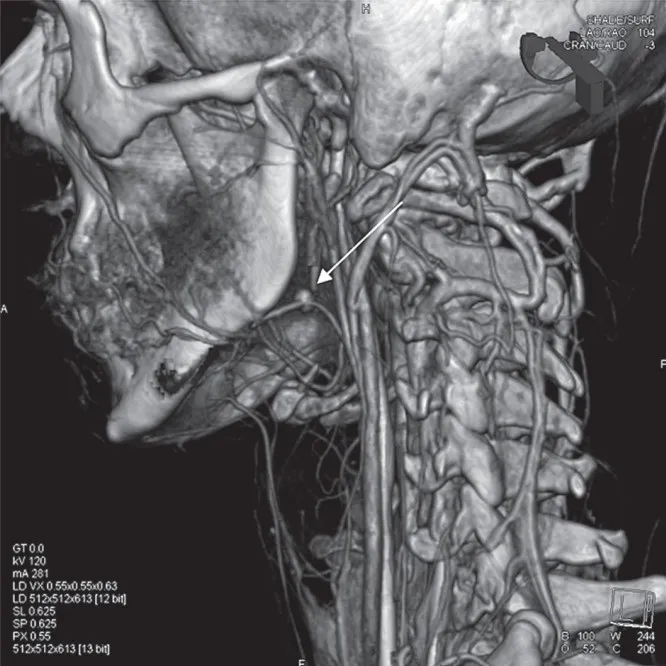 H
SHADE/SURF
LAO/RAO 104
CRAN/CAUD -3
A
P
GT 0.0
kV 120
mA 281
LD VX 0.55x0.55x0.63
LD 512x512x613 [12 bit]
SL 0.625
SP 0.625
PX 0.55
512x512x613 [13 bit]
L
B 100 W 244
O -52 C 206
F